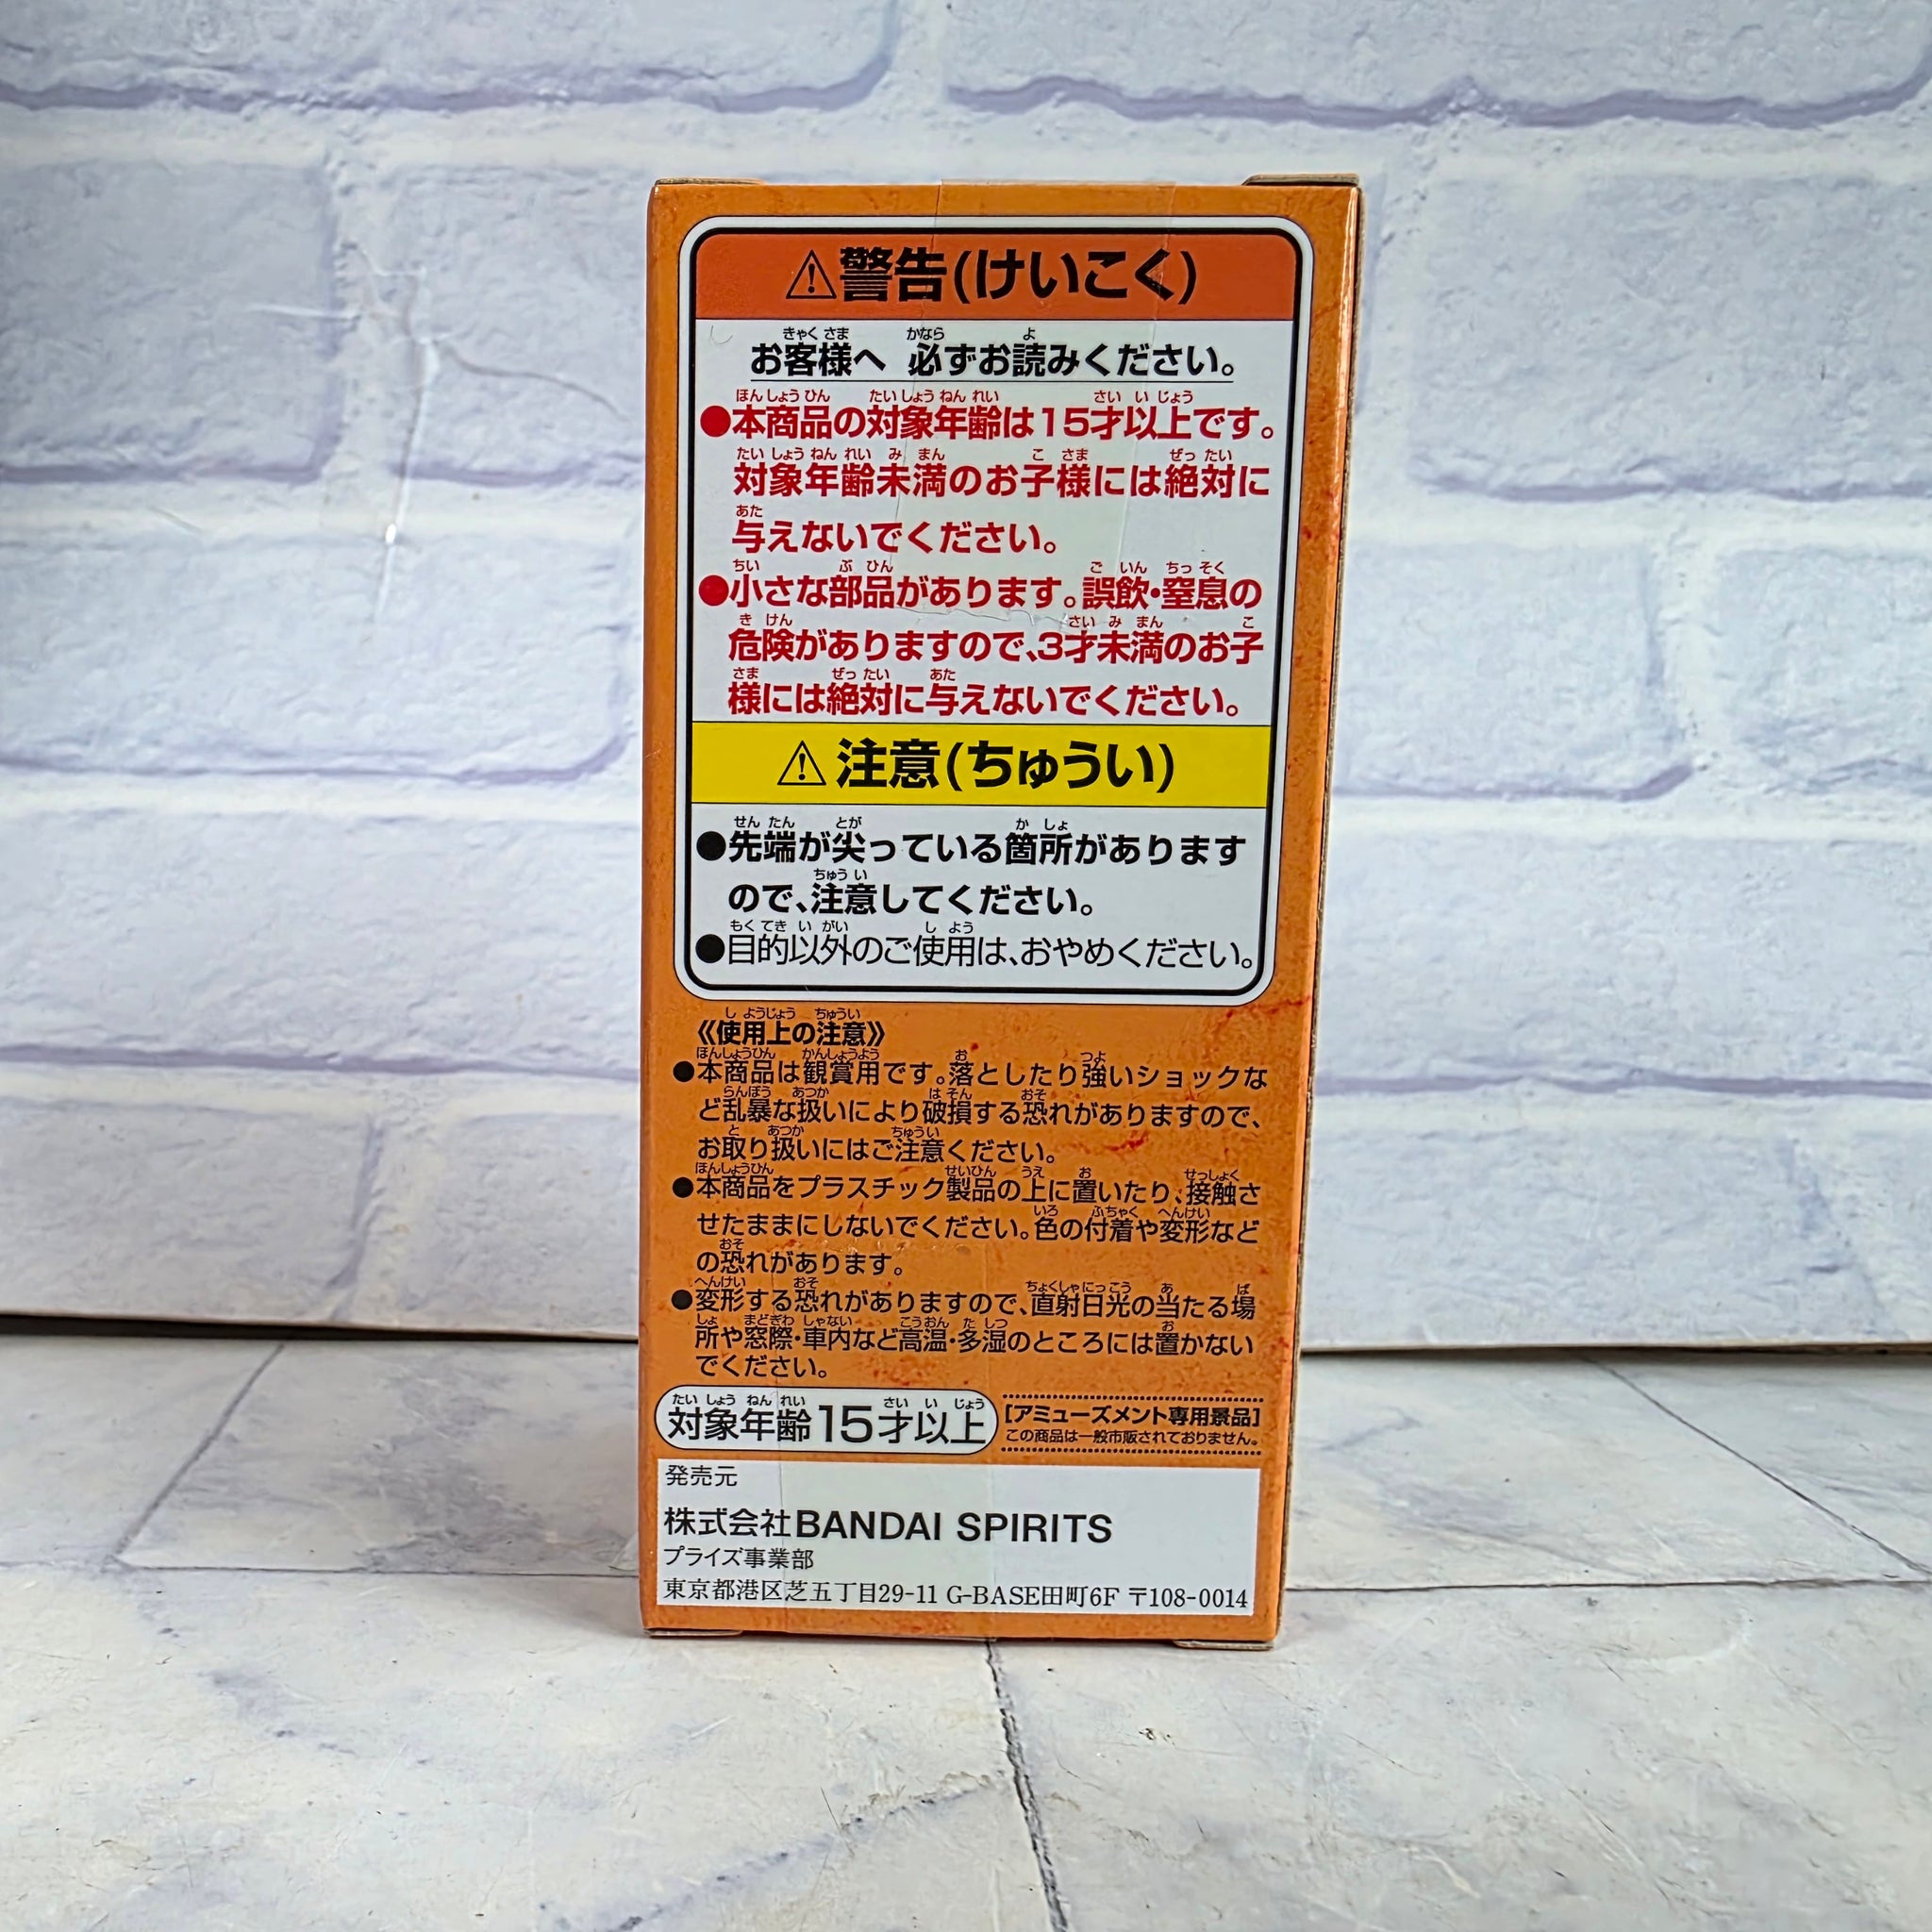 ⚠警告(けいこく)
お客様へ 必ずお読みください。
●本商品の対象年齢は15才以上です。
対象年齢未満のお子様には絶対に
与えないでください。
●小さな部品があります。誤飲・窒息の
危険がありますので、3才未満のお子
様には絶対に与えないでください。
⚠注意(ちゅうい)
●先端が尖っている箇所があります
ので、注意してください。
●目的以外のご使用は、おやめください。
《使用上の注意》
●本商品は観賞用です。落としたり強いショックな
ど乱暴な扱いにより破損する恐れがありますので、
お取り扱いにはご注意ください。
●本商品をプラスチック製品の上に置いたり、接触さ
せたままにしないでください。色の付着や変形など
の恐れがあります。
●変形する恐れがありますので、直射日光の当たる場
所や窓際・車内など高温・多湿のところには置かない
でください。
対象年齢15才以上
[アミューズメント専用景品]
この商品は一般市販されておりません。
発売元
株式会社BANDAI SPIRITS
プライズ事業部
東京都港区芝五丁目29-11 G-BASE田町6F 〒108-0014